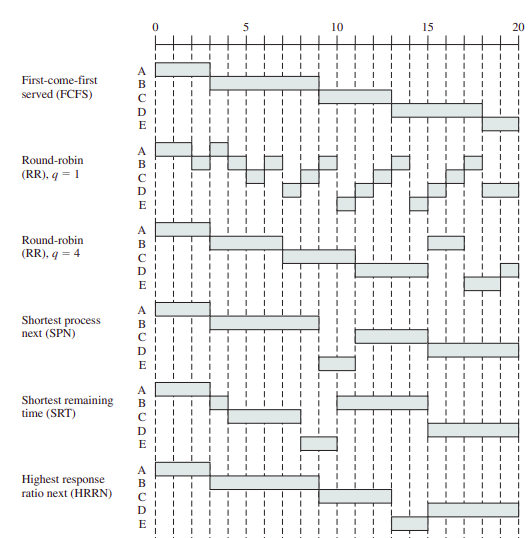 0 5 10 15 20
First-come-first
served (FCFS)
A
B
C
D
E
Round-robin
(RR), q = 1
A
B
C
D
E
Round-robin
(RR), q = 4
A
B
C
D
E
Shortest process
next (SPN)
A
B
C
D
E
Shortest remaining
time (SRT)
A
B
C
D
E
Highest response
ratio next (HRRN)
A
B
C
D
E